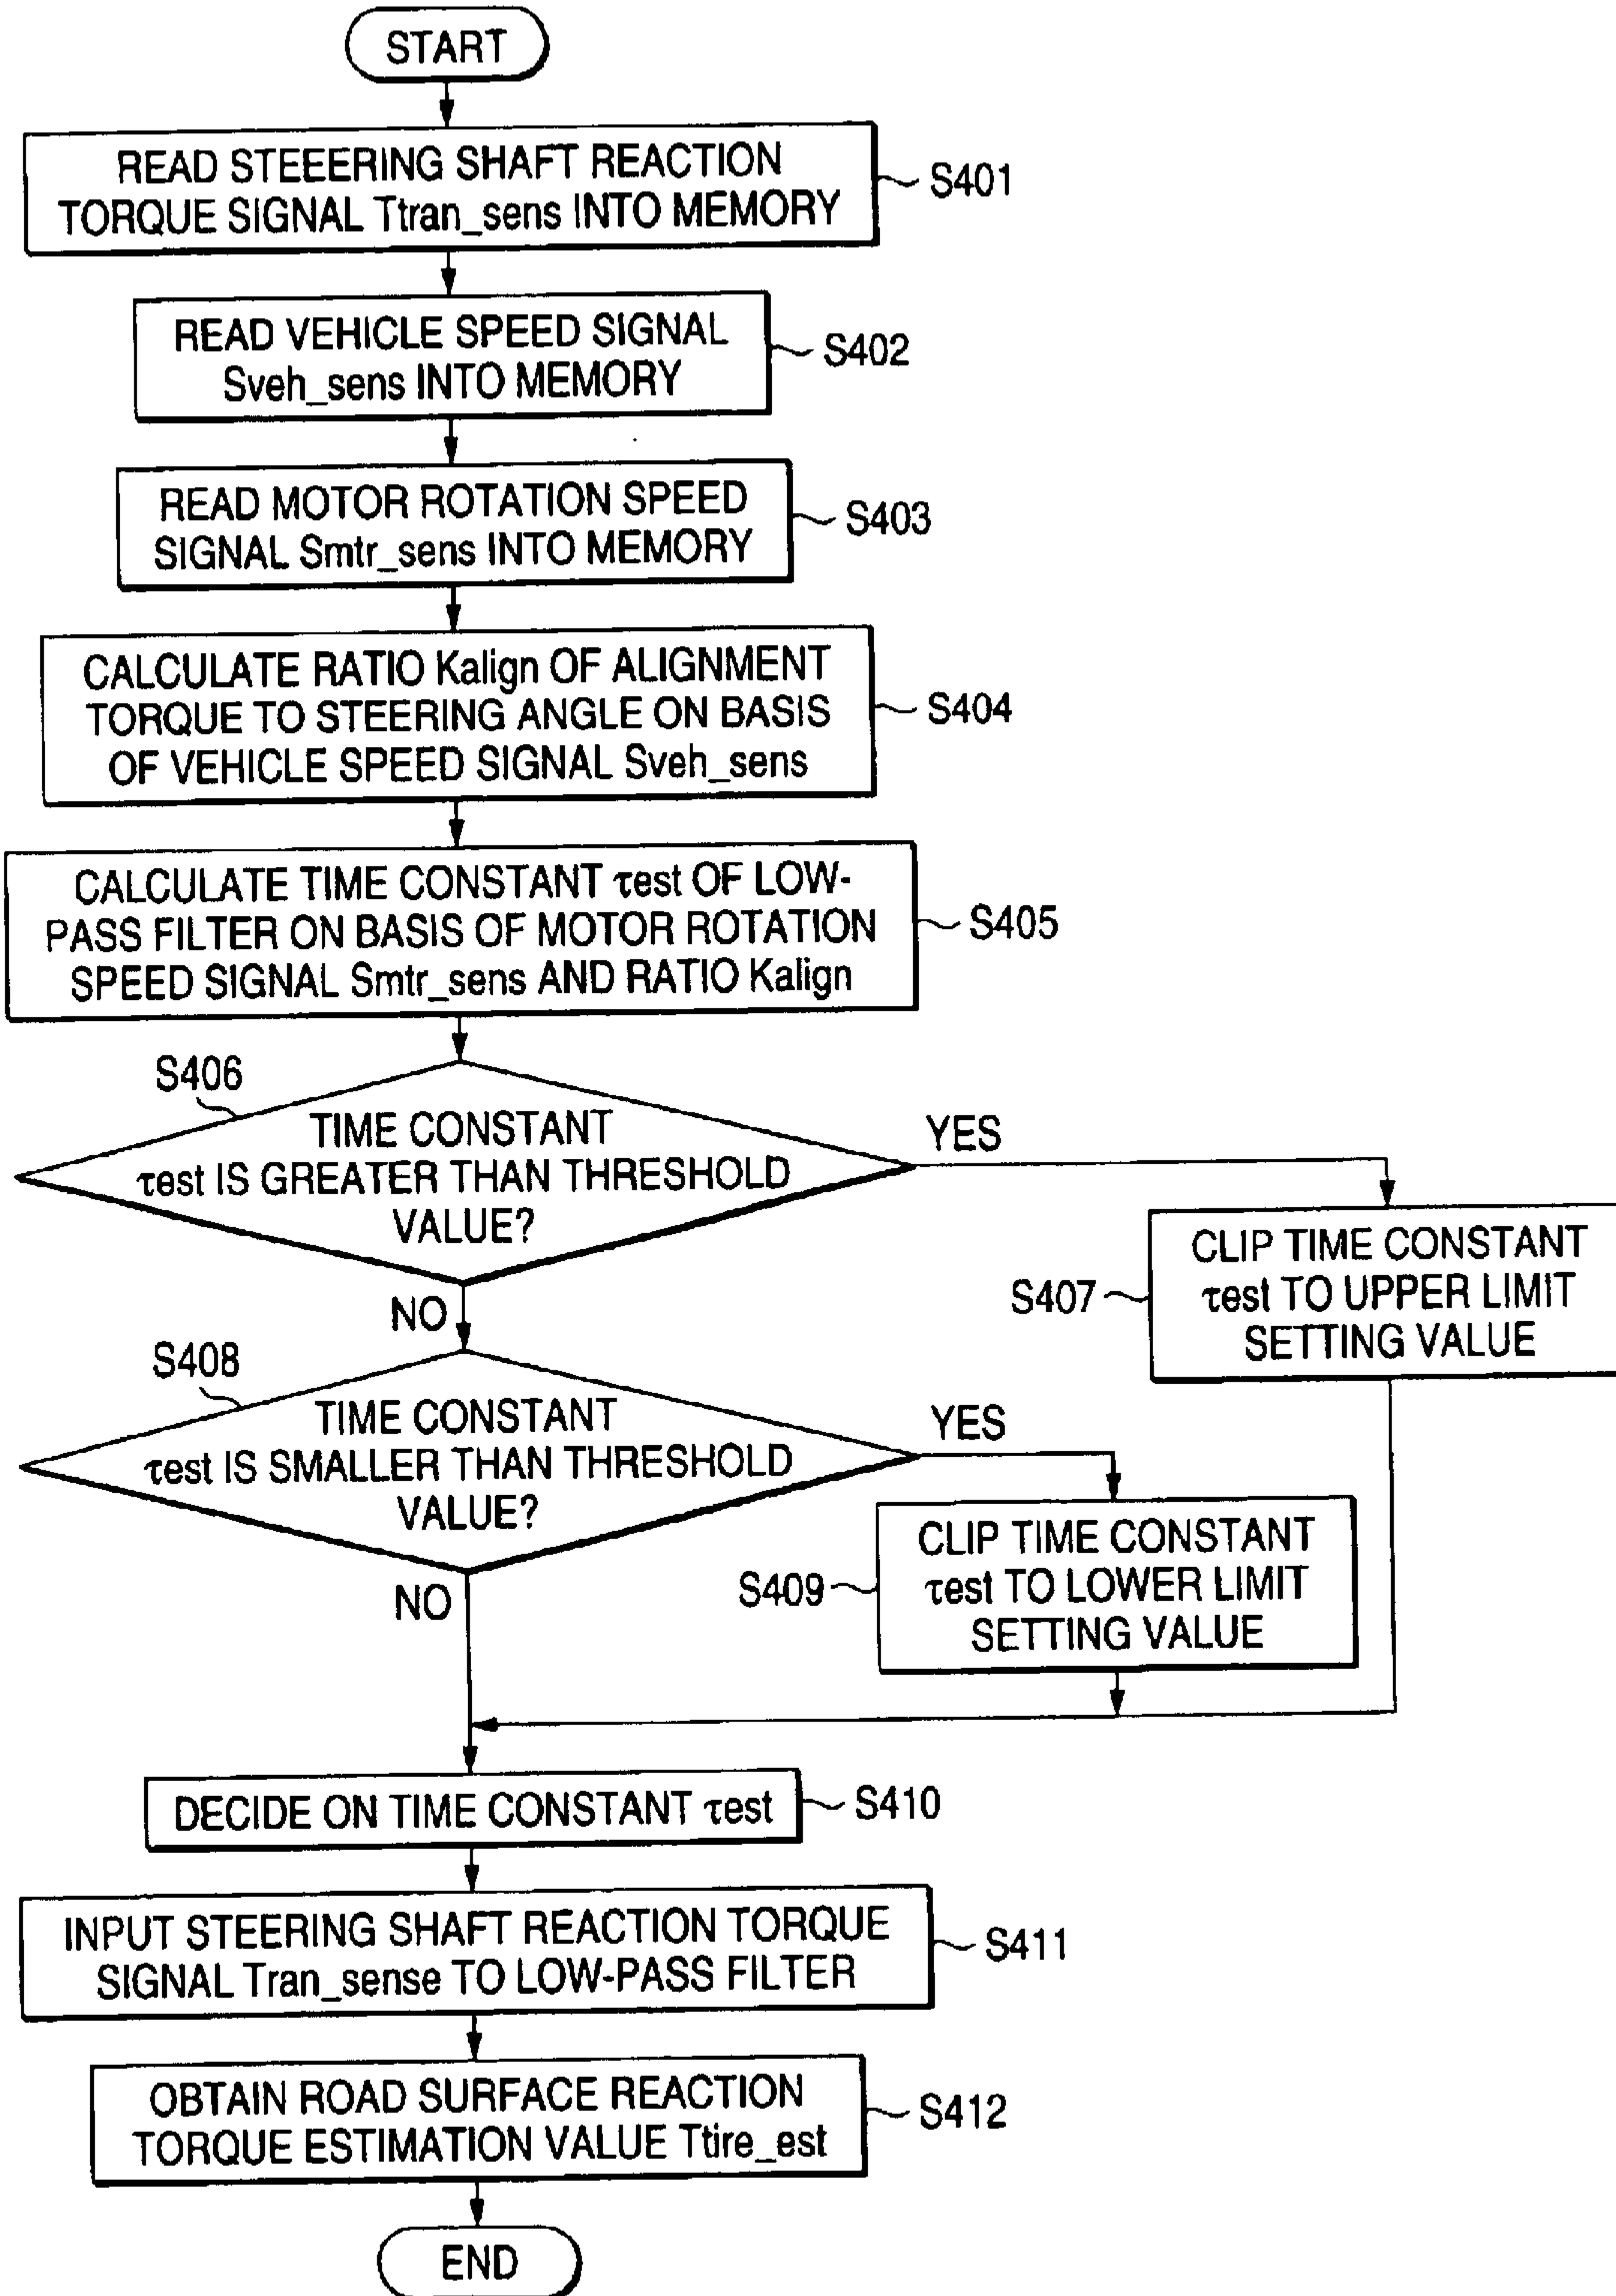 START
READ STEEERING SHAFT REACTION
TORQUE SIGNAL Ttran_sens INTO MEMORY
S401
READ VEHICLE SPEED SIGNAL
Sveh_sens INTO MEMORY
S402
READ MOTOR ROTATION SPEED
SIGNAL Smtr_sens INTO MEMORY
S403
CALCULATE RATIO Kalign OF ALIGNMENT
TORQUE TO STEERING ANGLE ON BASIS
OF VEHICLE SPEED SIGNAL Sveh_sens
S404
CALCULATE TIME CONSTANT τest OF LOW-
PASS FILTER ON BASIS OF MOTOR ROTATION
SPEED SIGNAL Smtr_sens AND RATIO Kalign
S405
S406
TIME CONSTANT
τest IS GREATER THAN THRESHOLD
VALUE?
YES
NO
CLIP TIME CONSTANT
τest TO UPPER LIMIT
SETTING VALUE
S407
S408
TIME CONSTANT
τest IS SMALLER THAN THRESHOLD
VALUE?
YES
NO
CLIP TIME CONSTANT
τest TO LOWER LIMIT
SETTING VALUE
S409
DECIDE ON TIME CONSTANT τest
S410
INPUT STEERING SHAFT REACTION TORQUE
SIGNAL Tran_sense TO LOW-PASS FILTER
S411
OBTAIN ROAD SURFACE REACTION
TORQUE ESTIMATION VALUE Ttire_est
S412
END